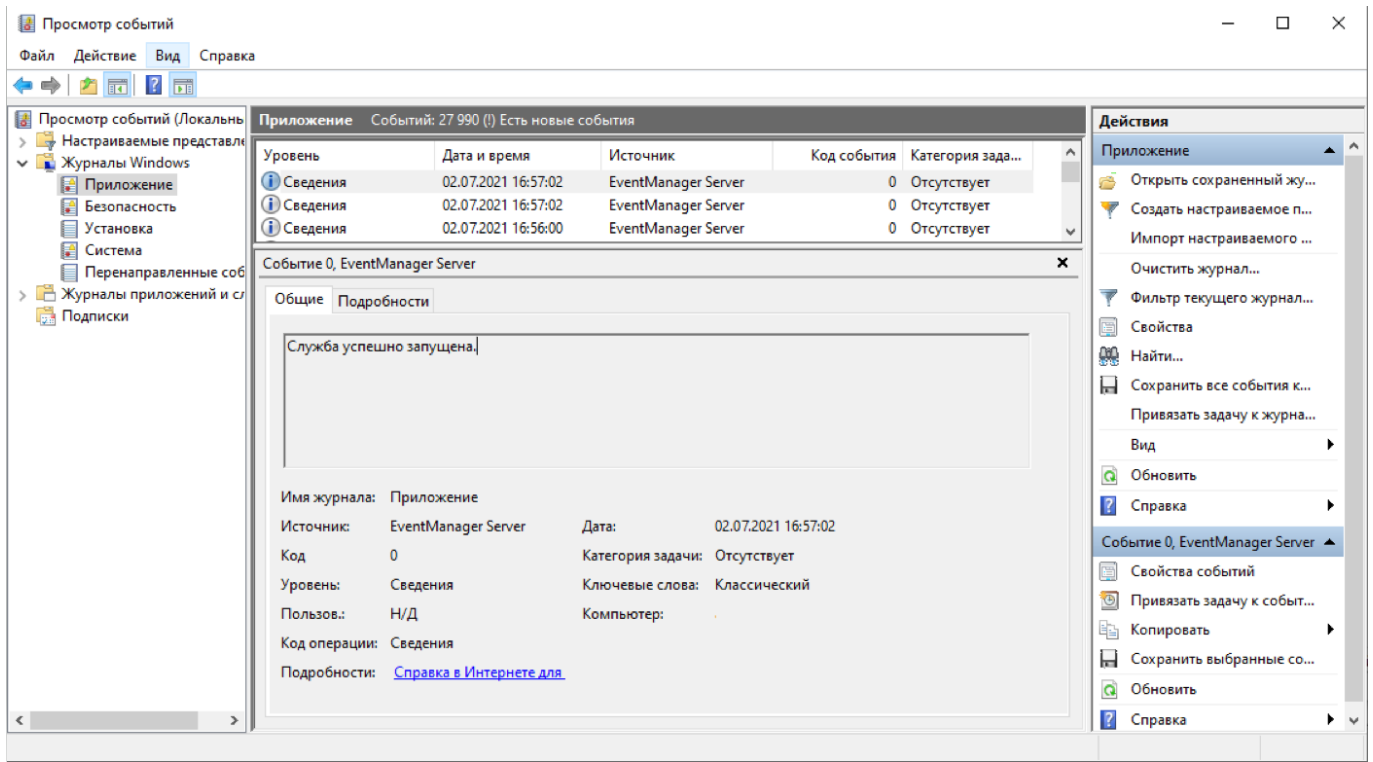 Просмотр событий
Файл Действие Вид Справка
Просмотр событий (Локальнь
Настраиваемые представле
Журналы Windows
Приложение
Безопасность
Установка
Система
Перенаправленные соб
Журналы приложений и сл
Подписки
Приложение Событий: 27 990 (!) Есть новые события
Уровень Дата и время Источник Код события Категория зада...
Сведения 02.07.2021 16:57:02 EventManager Server 0 Отсутствует
Сведения 02.07.2021 16:57:02 EventManager Server 0 Отсутствует
Сведения 02.07.2021 16:56:00 EventManager Server 0 Отсутствует
Событие 0, EventManager Server
Общие Подробности
Служба успешно запущена.
Имя журнала: Приложение
Источник: EventManager Server Дата: 02.07.2021 16:57:02
Код 0 Категория задачи: Отсутствует
Уровень: Сведения Ключевые слова: Классический
Пользов.: Н/Д Компьютер:
Код операции: Сведения
Подробности: Справка в Интернете для
Действия
Приложение
Открыть сохраненный жу...
Создать настраиваемое п...
Импорт настраиваемого ...
Очистить журнал...
Фильтр текущего журнал...
Свойства
Найти...
Сохранить все события к...
Привязать задачу к журна...
Вид
Обновить
Справка
Событие 0, EventManager Server
Свойства событий
Привязать задачу к событ...
Копировать
Сохранить выбранные со...
Обновить
Справка